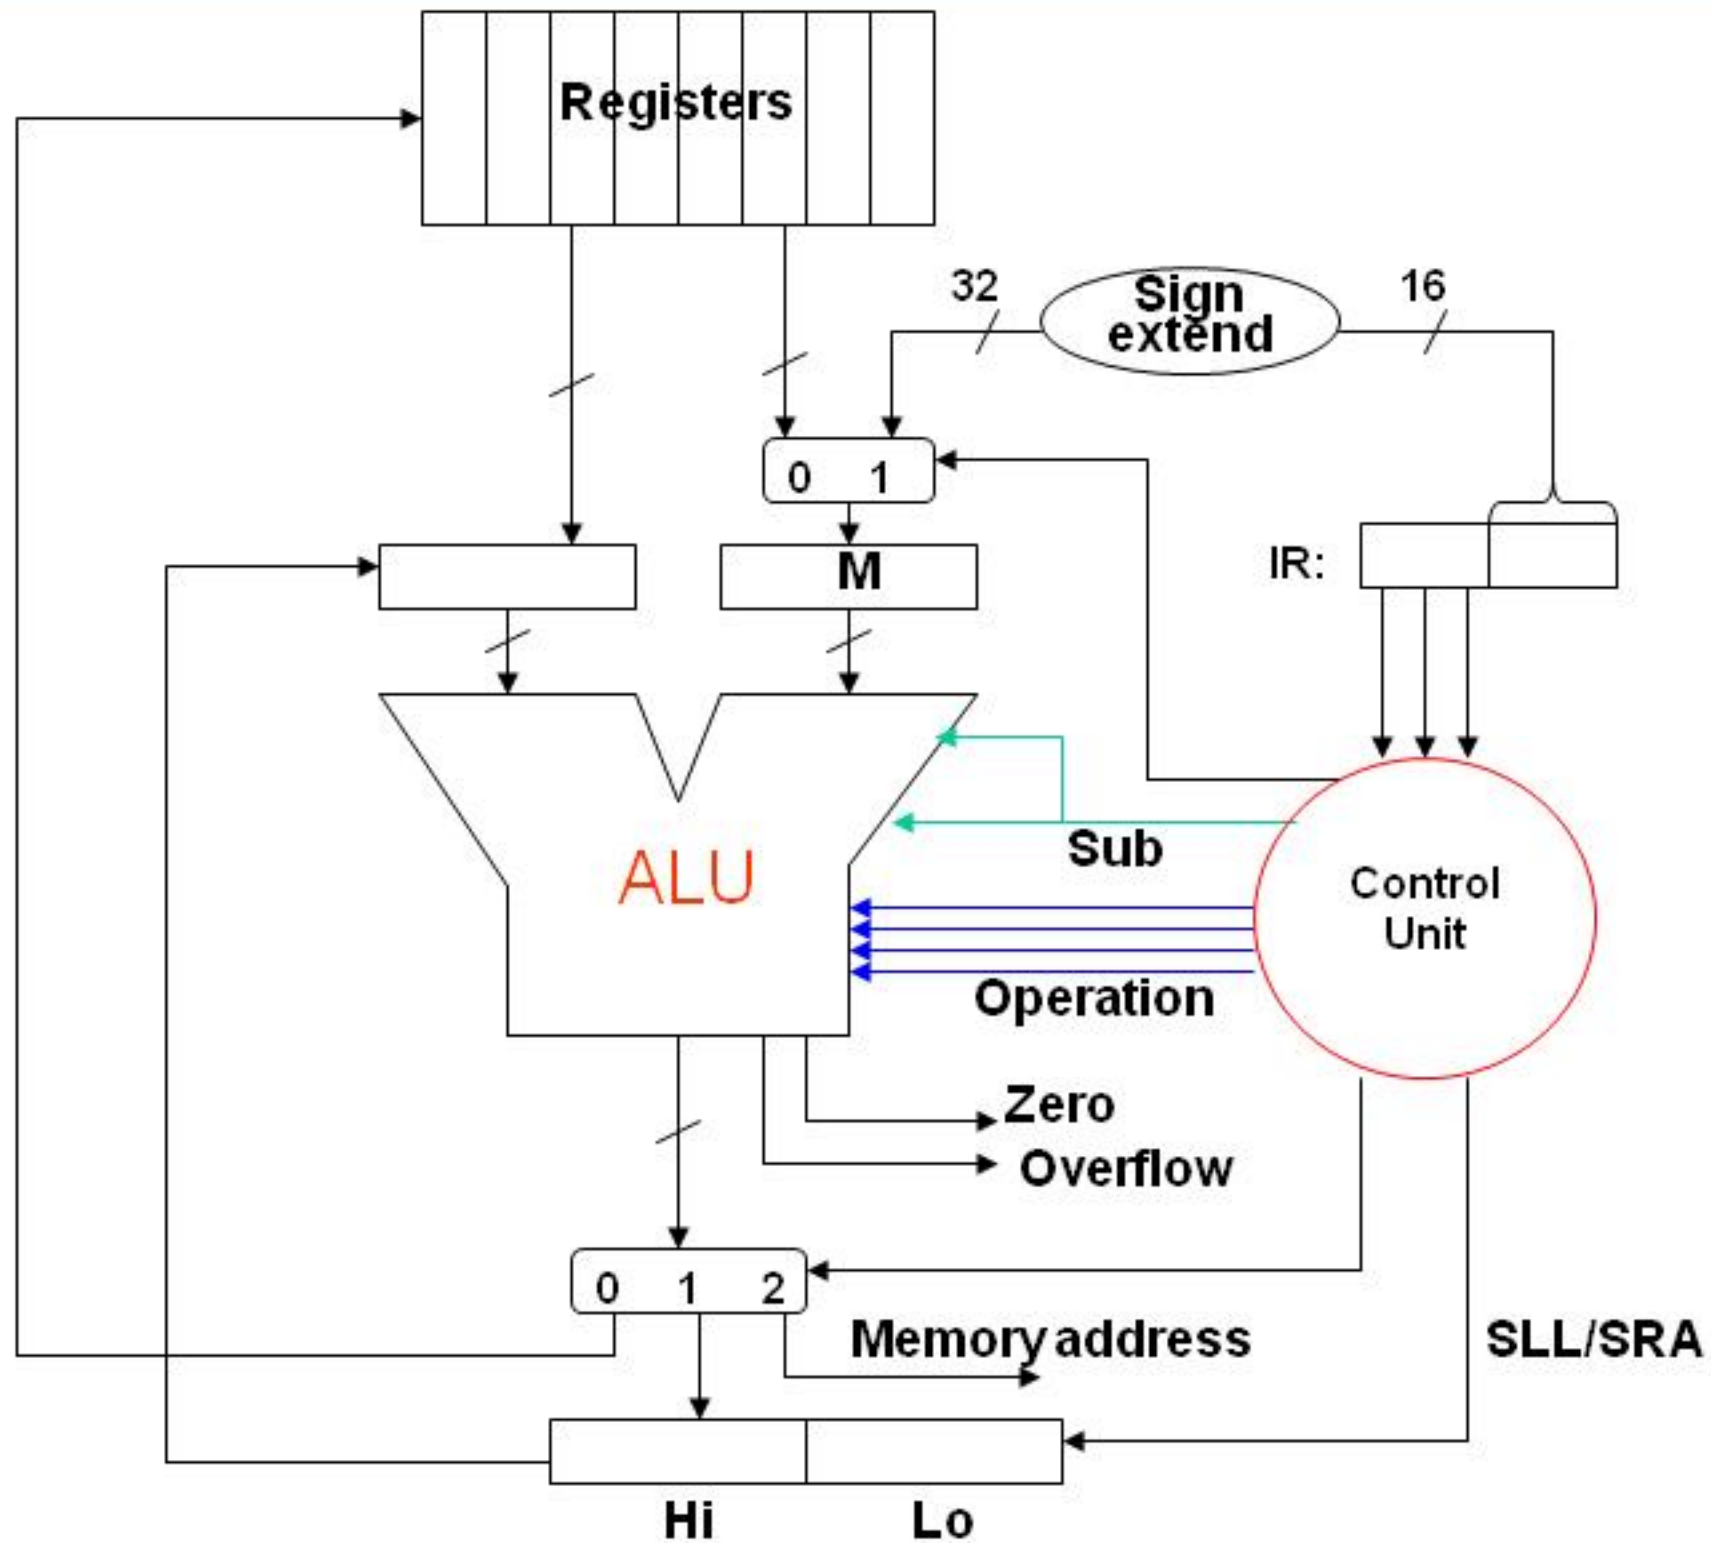 Registers
32
Sign
extend
16
0 1
M
IR:
Sub
ALU
Control
Unit
Operation
Zero
Overflow
0 1 2
Memory address
SLL/SRA
Hi
Lo